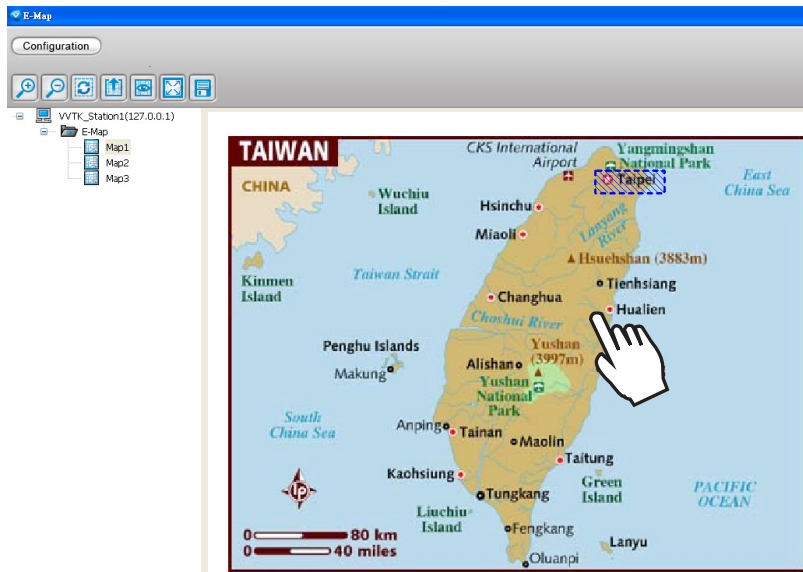 E-Map
Configuration
VVTK_Station1(127.0.0.1)
E-Map
Map1
Map2
Map3
TAIWAN
CHINA
CKS International
Airport
Yangmingshan
National Park
Taipei
East
China Sea
Wuchiu
Island
Hsinchu
Lanyang
River
Miaoli
Hsuehshan (3883m)
Kinmen
Island
Taiwan Strait
Tienhsiang
Changhua
Hualien
Choshui River
Penghu Islands
Yushan
(3997m)
Makung
Alishan
Yushan
National
Park
South
China Sea
Anping
Tainan
Maolin
Taitung
Kaohsiung
Green
Island
PACIFIC
OCEAN
LP
Tungkang
Liuchiu
Island
0 80 km
0 40 miles
Fengkang
Lanyu
Oluanpi